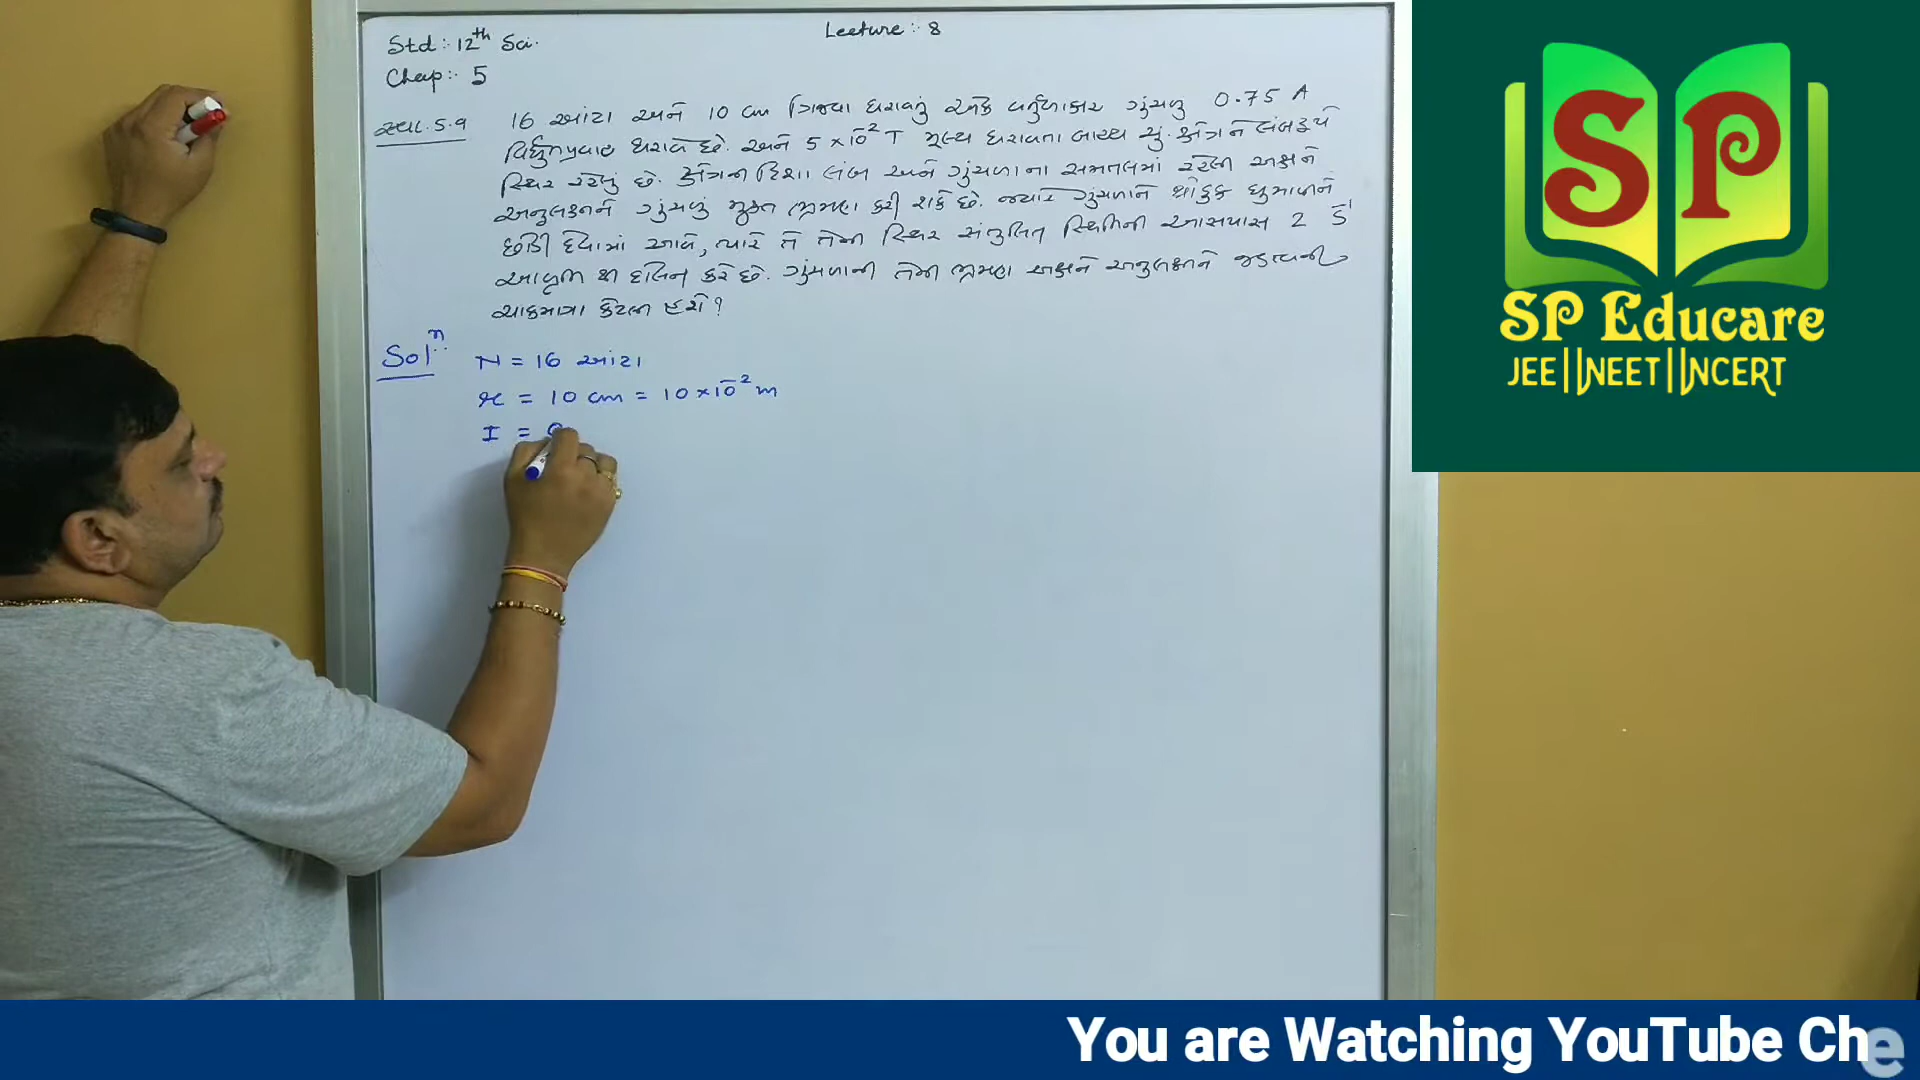 Lecture : 8
Std : 12th Sci.
Chap : 5
સ્વા. 5.9 16 આંટા અને 10 cm ત્રિજ્યા ધરાવતું એક વર્તુળાકાર ગૂંચળુ 0.75 A
વિદ્યુતપ્રવાહ ધરાવે છે. અને 5 × 10⁻² T મૂલ્ય ધરાવતા બાહ્ય ચું. ક્ષેત્રને લંબરૂપે
સ્થિર રહેલું છે. ક્ષેત્રની દિશા લંબ અને ગૂંચળાના સમતલમાં રહેલી અક્ષને
અનુલક્ષીને ગૂંચળું મુક્ત ભ્રમણ કરી શકે છે. જ્યારે ગૂંચળાને થોડુક ઘુમાવીને
છોડી દેવામાં આવે, ત્યારે તે તેની સ્થિર સંતુલિત સ્થિતિની આસપાસ 2 s⁻¹
આવૃત્તિ થી દોલિત કરે છે. ગૂંચળાની તેની ભ્રમણ અક્ષને અનુલક્ષીને જડત્વની
ચાકમાત્રા કેટલી હશે?
Solⁿ: N = 16 આંટા
r = 10 cm = 10 × 10⁻² m
I = 0
SP
SP Educare
JEE||NEET||NCERT
You are Watching YouTube Che